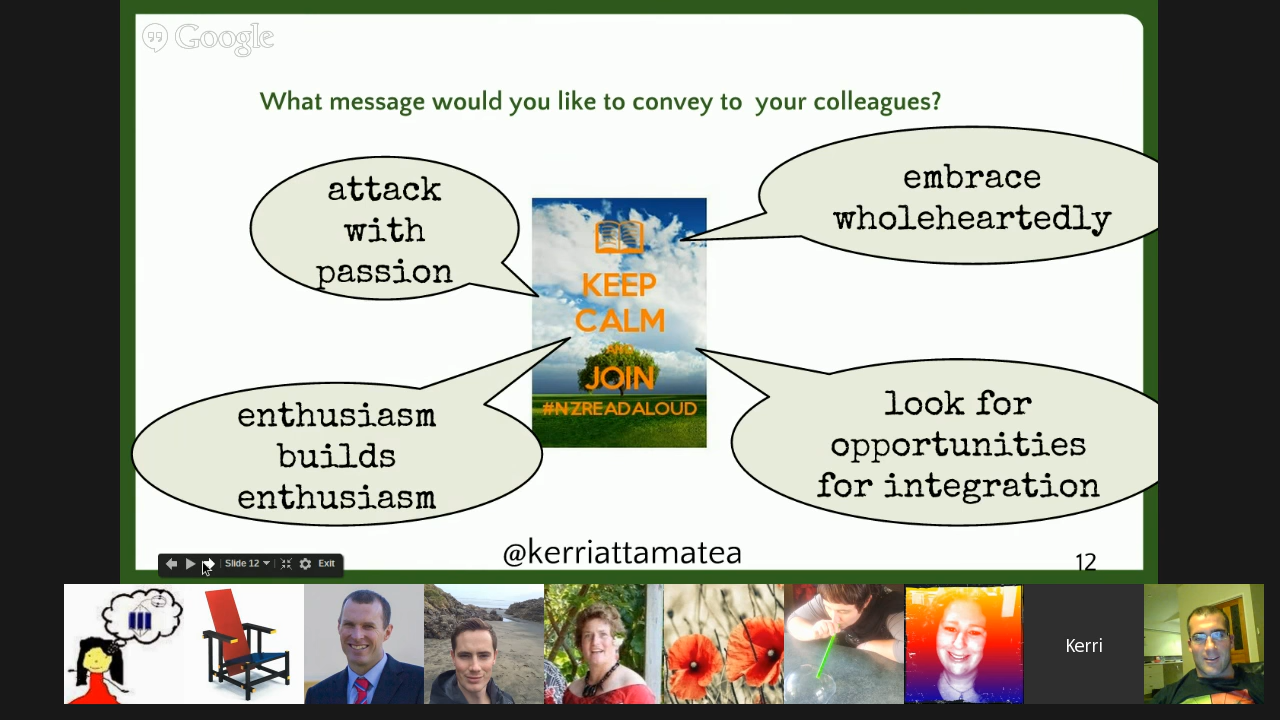 Google
What message would you like to convey to your colleagues?
attack
with
passion
embrace
wholeheartedly
KEEP
CALM
AND
JOIN
#NZREADALOUD
enthusiasm
builds
enthusiasm
look for
opportunities
for integration
@kerriattamatea
12
Slide 12
Exit
Kerri